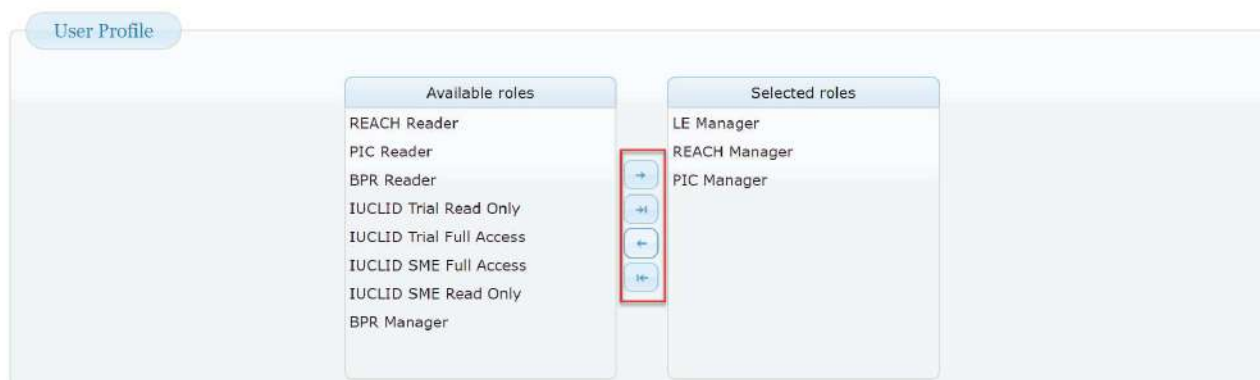 User Profile
Available roles
REACH Reader
PIC Reader
BPR Reader
IUCLID Trial Read Only
IUCLID Trial Full Access
IUCLID SME Full Access
IUCLID SME Read Only
BPR Manager
Selected roles
LE Manager
REACH Manager
PIC Manager